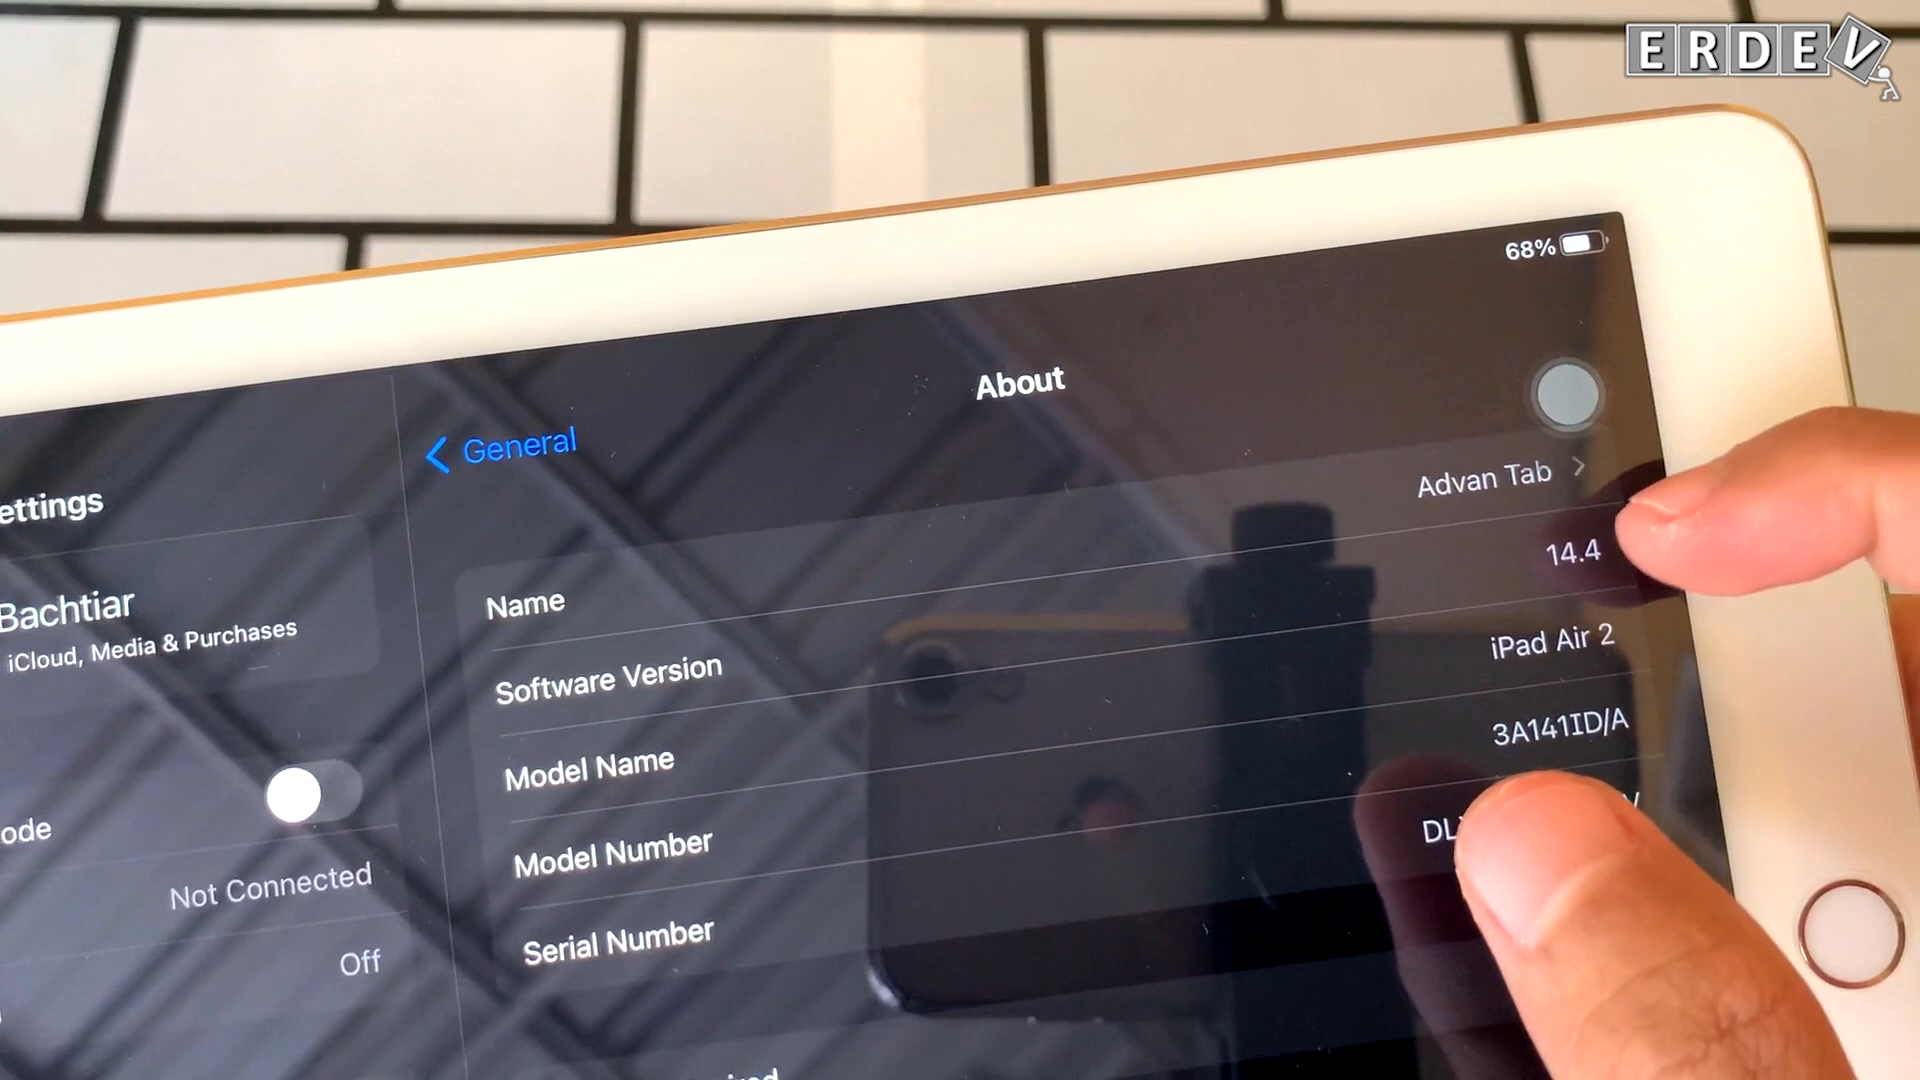 ERDEV
68%
About
General
ettings
Name
Advan Tab
Bachtiar
iCloud, Media & Purchases
Software Version
14.4
Model Name
iPad Air 2
ode
Model Number
3A141ID/A
Not Connected
Serial Number
DL
Off